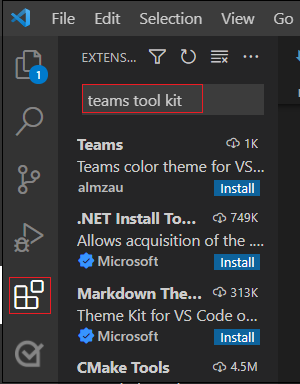 File Edit Selection
EXTENS...
1
teams tool kit
Teams 1K
Teams color theme for VS...
almzau Install
.NET Install To... 749K
Allows acquisition of the ....
Microsoft Install
Markdown The... 313K
Theme Kit for VS Code o...
Microsoft Install
CMake Tools 4.5M